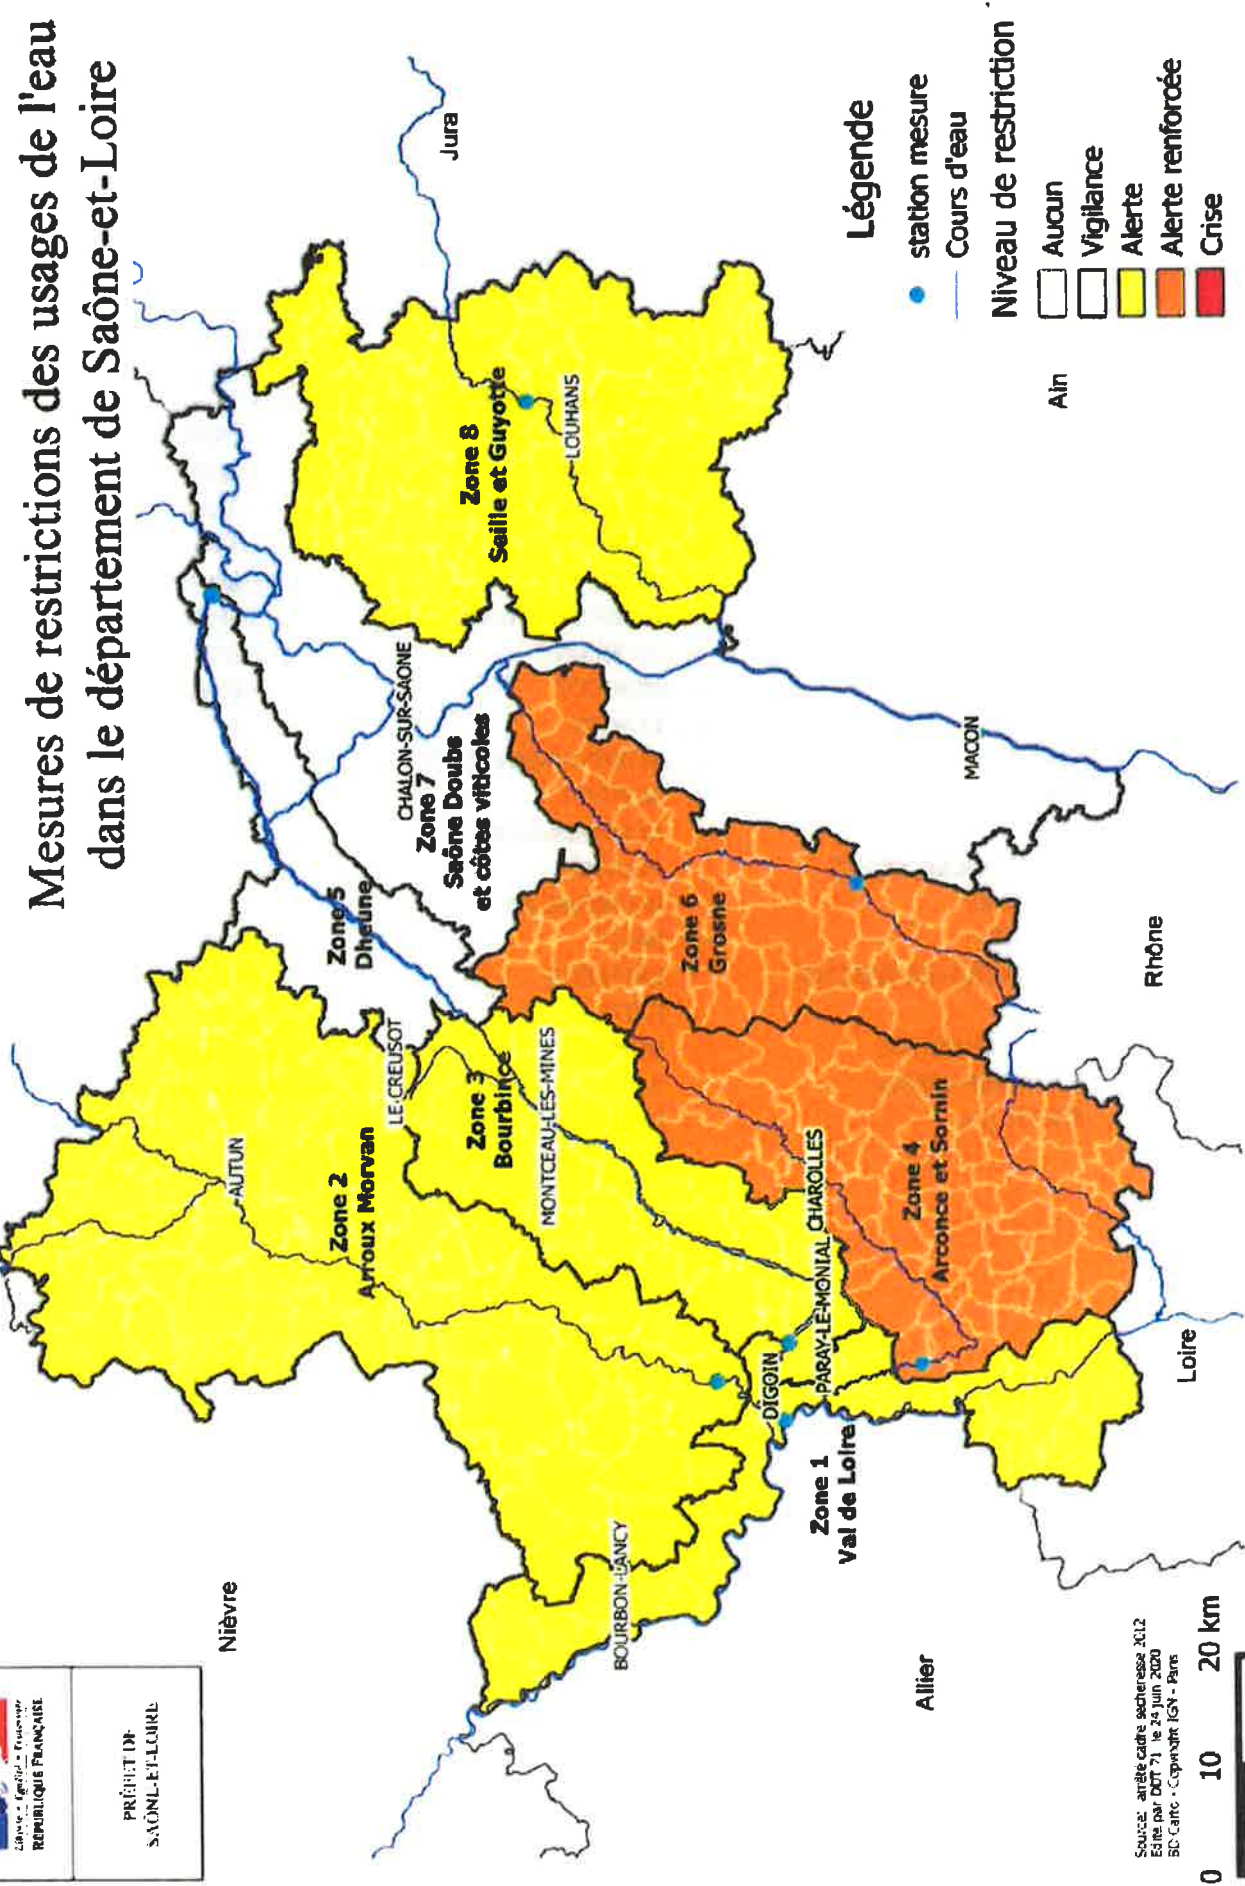 RÉPUBLIQUE FRANÇAISE
PRÉFET DE
SAÔNE-ET-LOIRE
Mesures de restrictions des usages de l'eau
dans le département de Saône-et-Loire
Nièvre
Jura
AUTUN
Zone 2
Arroux Morvan
LE-CREUSOT
Zone 5
Dheune
CHALON-SUR-SAONE
Zone 7
Saône Doubs
et côtes viticoles
Zone 8
Seille et Guyotte
LOUHANS
Zone 3
Bourbince
MONTCEAU-LES-MINES
BOURBON-LANCY
Zone 6
Grosne
DIGOIN
PARAY-LE-MONIAL
CHAROLLES
Zone 1
Val de Loire
Zone 4
Arconce et Sornin
MACON
Allier
Loire
Rhône
Ain
Légende
station mesure
Cours d'eau
Niveau de restriction
Aucun
Vigilance
Alerte
Alerte renforcée
Crise
Source: arrête cadre secheresse 2012
Edite par DDT 71 le 24 juin 2020
BD Carto - Copyright IGN - Paris
0 10 20 km